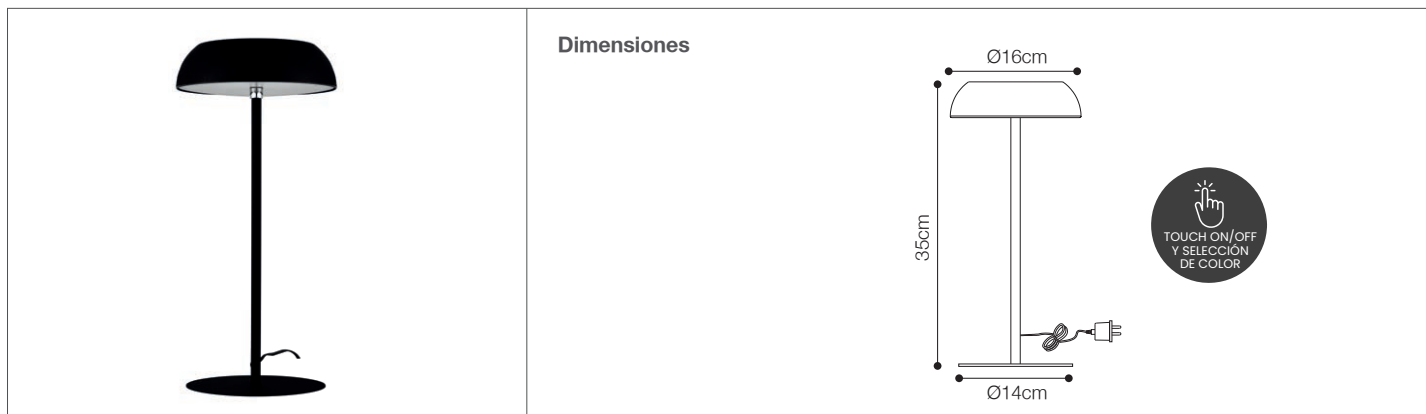 Dimensiones
Ø16cm
35cm
TOUCH ON/OFF
Y SELECCIÓN
DE COLOR
Ø14cm